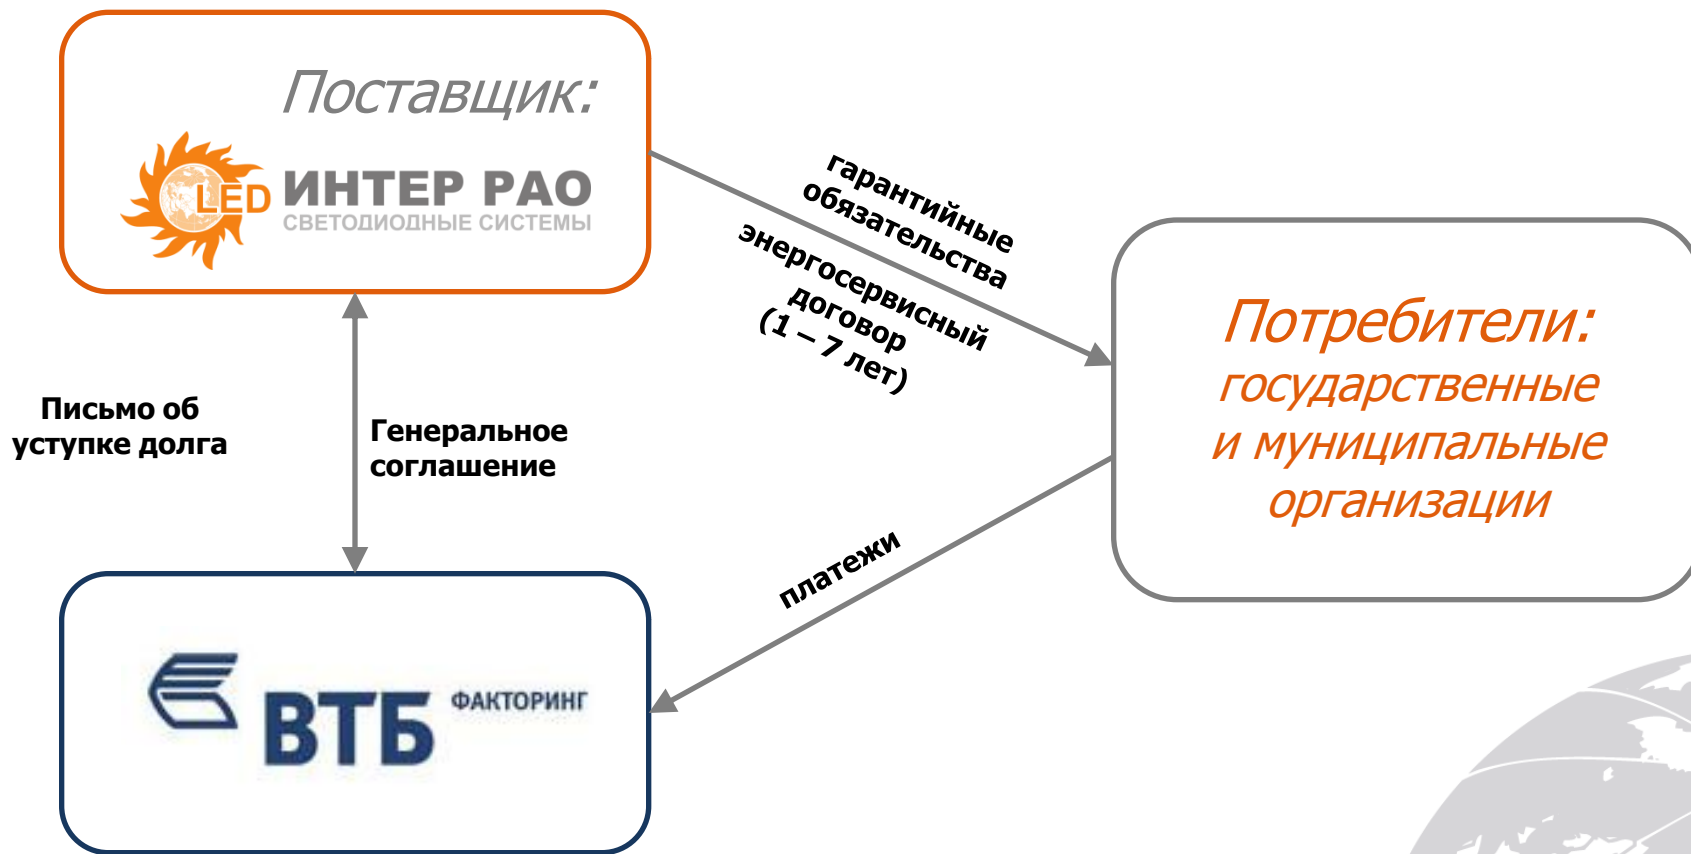 Поставщик:
LED
ИНТЕР РАО
СВЕТОДИОДНЫЕ СИСТЕМЫ
гарантийные
обязательства
энергосервисный
договор
(1 – 7 лет)
Потребители:
государственные
и муниципальные
организации
Письмо об
уступке долга
Генеральное
соглашение
платежи
ВТБ ФАКТОРИНГ